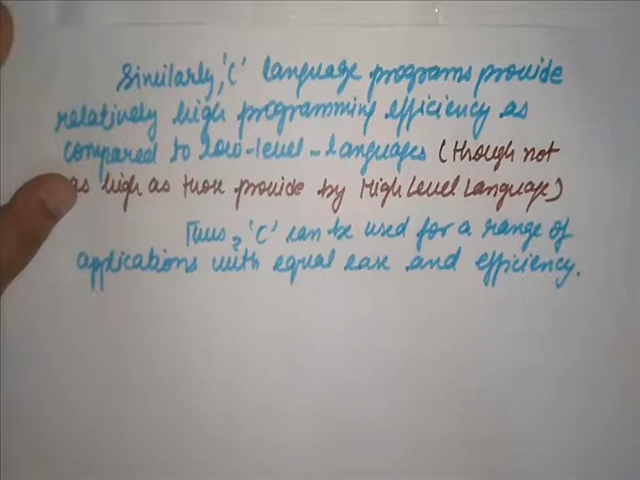 Similarly, 'C' language programs provide
relatively high programming efficiency as
compared to low-level-languages (though not
as high as those provide by High Level Language)
Thus, 'C' can be used for a range of
applications with equal ease and efficiency.